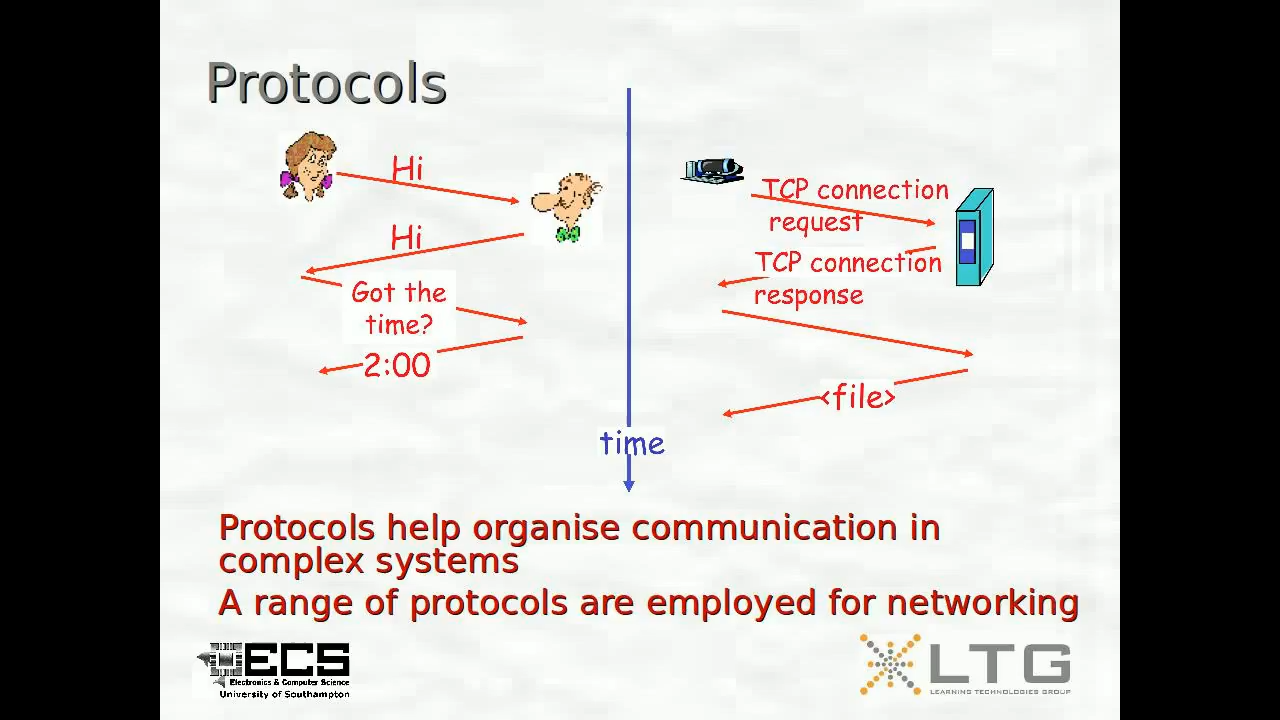 Protocols
Hi
Hi
Got the
time?
2:00
TCP connection
request
TCP connection
response
<file>
time
Protocols help organise communication in
complex systems
A range of protocols are employed for networking
ECS
Electronics & Computer Science
University of Southampton
LTG
LEARNING TECHNOLOGIES GROUP